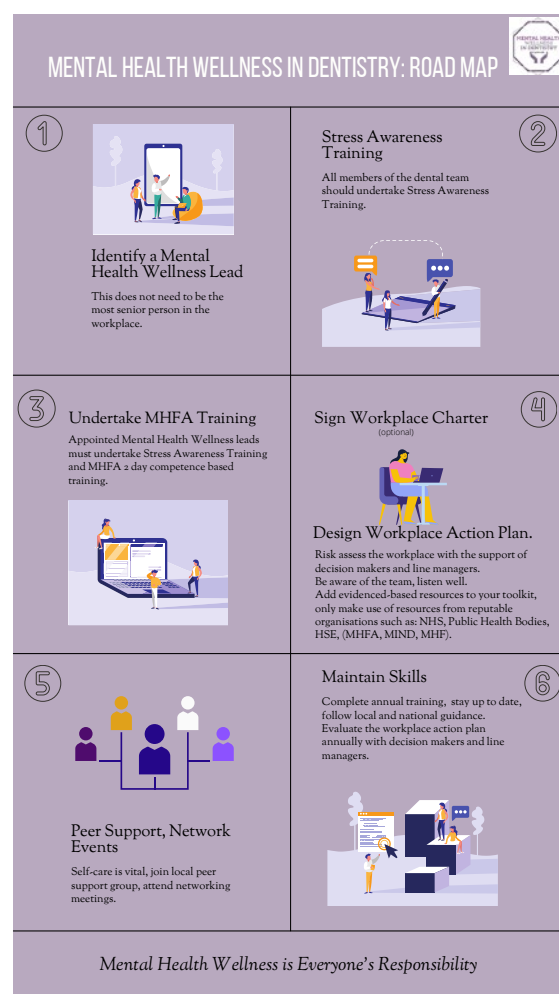 MENTAL HEALTH WELLNESS IN DENTISTRY: ROAD MAP
MENTAL HEALTH
WELLNESS
IN DENTISTRY
1
Identify a Mental
Health Wellness Lead
This does not need to be the
most senior person in the
workplace.
2
Stress Awareness
Training
All members of the dental team
should undertake Stress Awareness
Training.
3
Undertake MHFA Training
Appointed Mental Health Wellness leads
must undertake Stress Awareness Training
and MHFA 2 day competence based
training.
4
Sign Workplace Charter
(optional)
Design Workplace Action Plan.
Risk assess the workplace with the support of
decision makers and line managers.
Be aware of the team, listen well.
Add evidenced-based resources to your toolkit,
only make use of resources from reputable
organisations such as: NHS, Public Health Bodies,
HSE, (MHFA, MIND, MHF).
5
Peer Support, Network
Events
Self-care is vital, join local peer
support group, attend networking
meetings.
6
Maintain Skills
Complete annual training,  stay up to date,
follow local and national guidance.
Evaluate the workplace action plan
annually with decision makers and line
managers.
Mental Health Wellness is Everyone's Responsibility